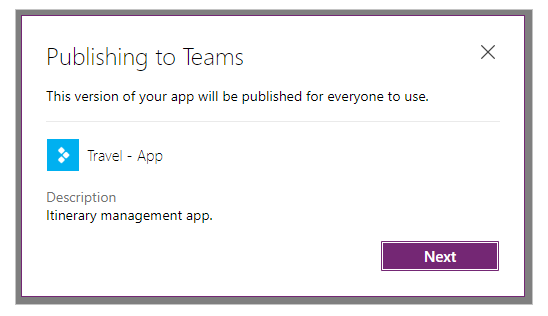 Publishing to Teams
This version of your app will be published for everyone to use.
Travel - App
Description
Itinerary management app.
Next